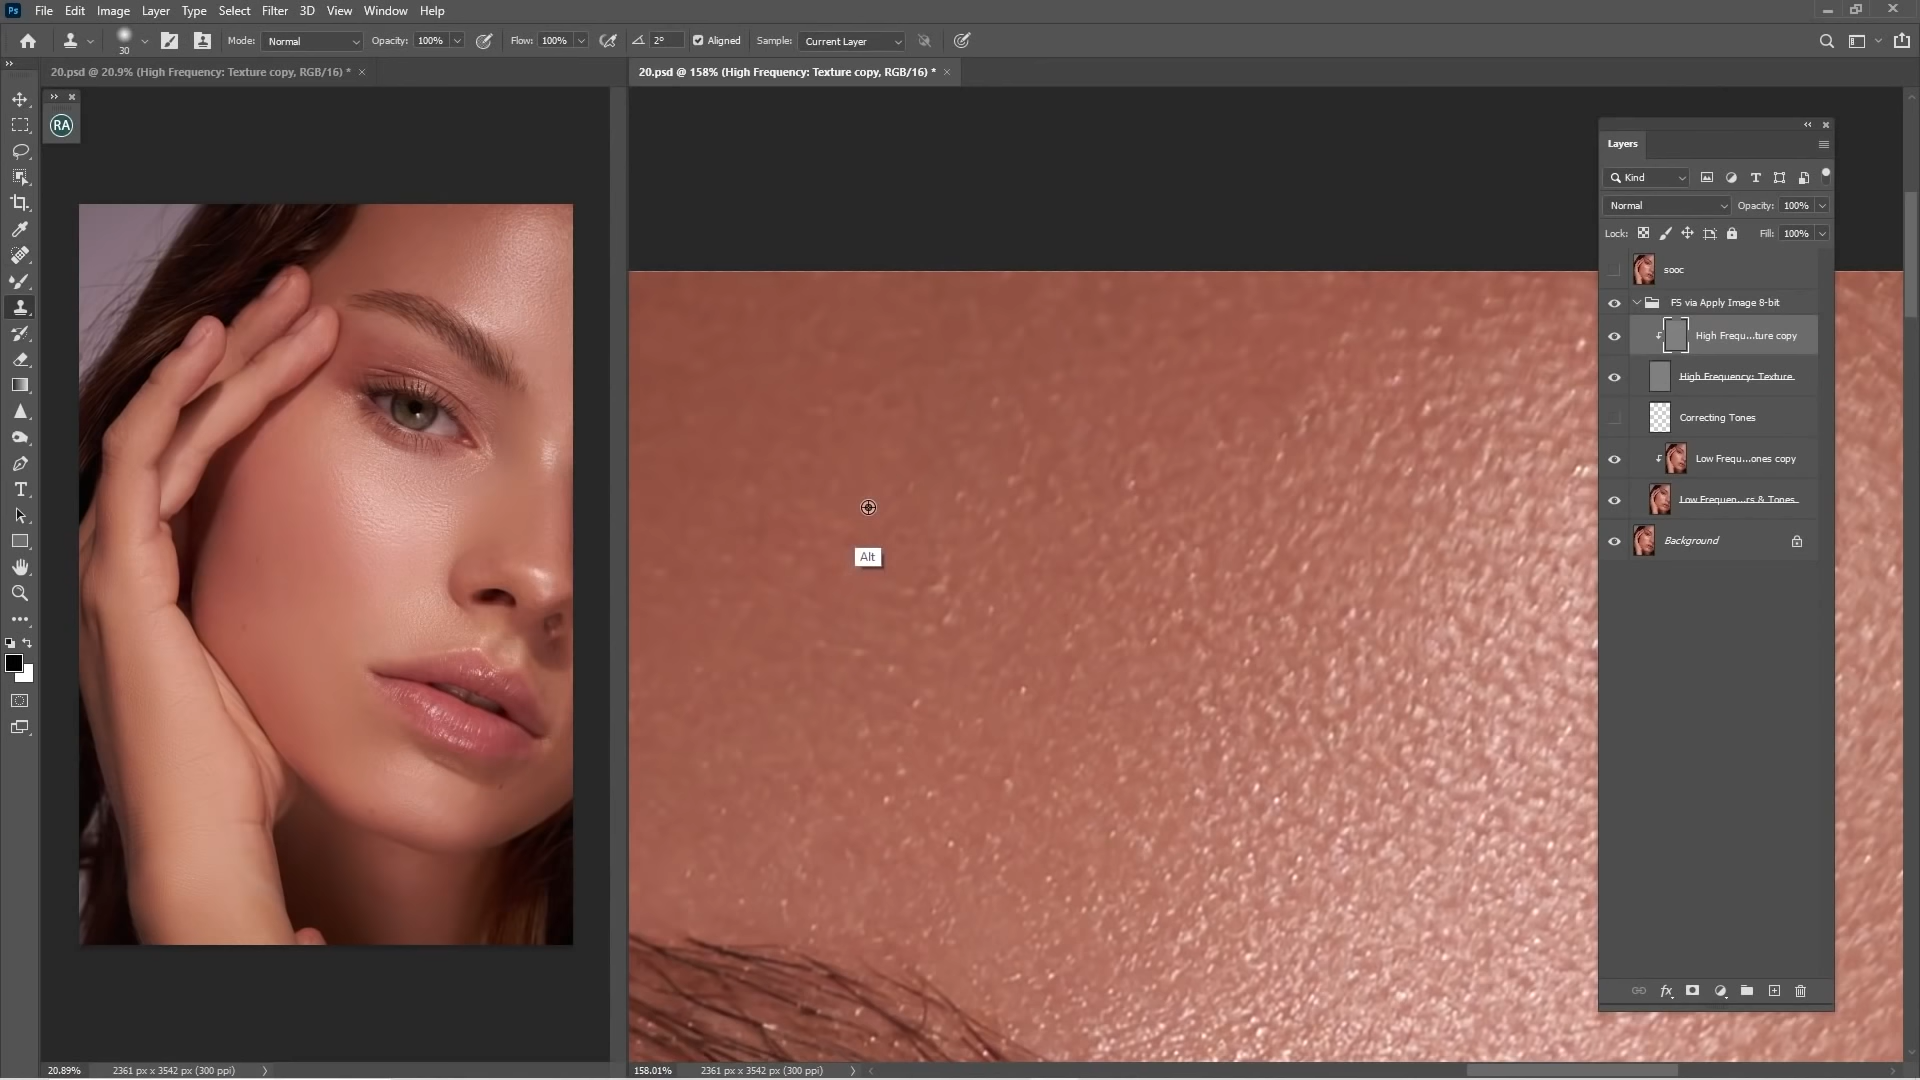 Ps File Edit Image Layer Type Select Filter 3D View Window Help
30 Mode: Normal Opacity: 100% Flow: 100% 2° Aligned Sample: Current Layer
20.psd @ 20.9% (High Frequency: Texture copy, RGB/16) *
20.psd @ 158% (High Frequency: Texture copy, RGB/16) *
RA
Alt
Layers
Kind
Normal Opacity: 100%
Lock: Fill: 100%
sooc
FS via Apply Image 8-bit
High Frequ...ture copy
High Frequency: Texture
Correcting Tones
Low Frequ...ones copy
Low Frequen...rs & Tones
Background
fx
20.89% 2361 px x 3542 px (300 ppi)
158.01% 2361 px x 3542 px (300 ppi)